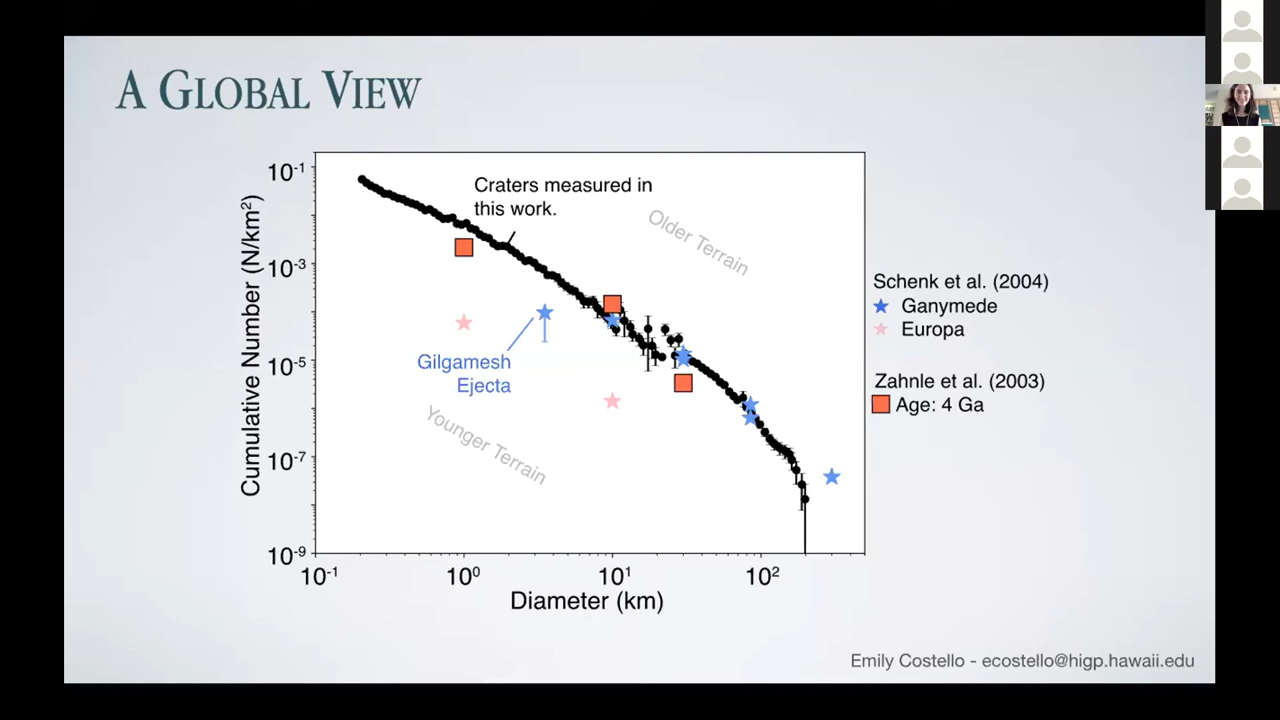 A GLOBAL VIEW
Craters measured in
this work.
Older Terrain
Gilgamesh
Ejecta
Younger Terrain
Cumulative Number (N/km²)
10⁻¹
10⁻³
10⁻⁵
10⁻⁷
10⁻⁹
10⁻¹ 10⁰ 10¹ 10²
Diameter (km)
Schenk et al. (2004)
Ganymede
Europa
Zahnle et al. (2003)
Age: 4 Ga
Emily Costello - ecostello@higp.hawaii.edu